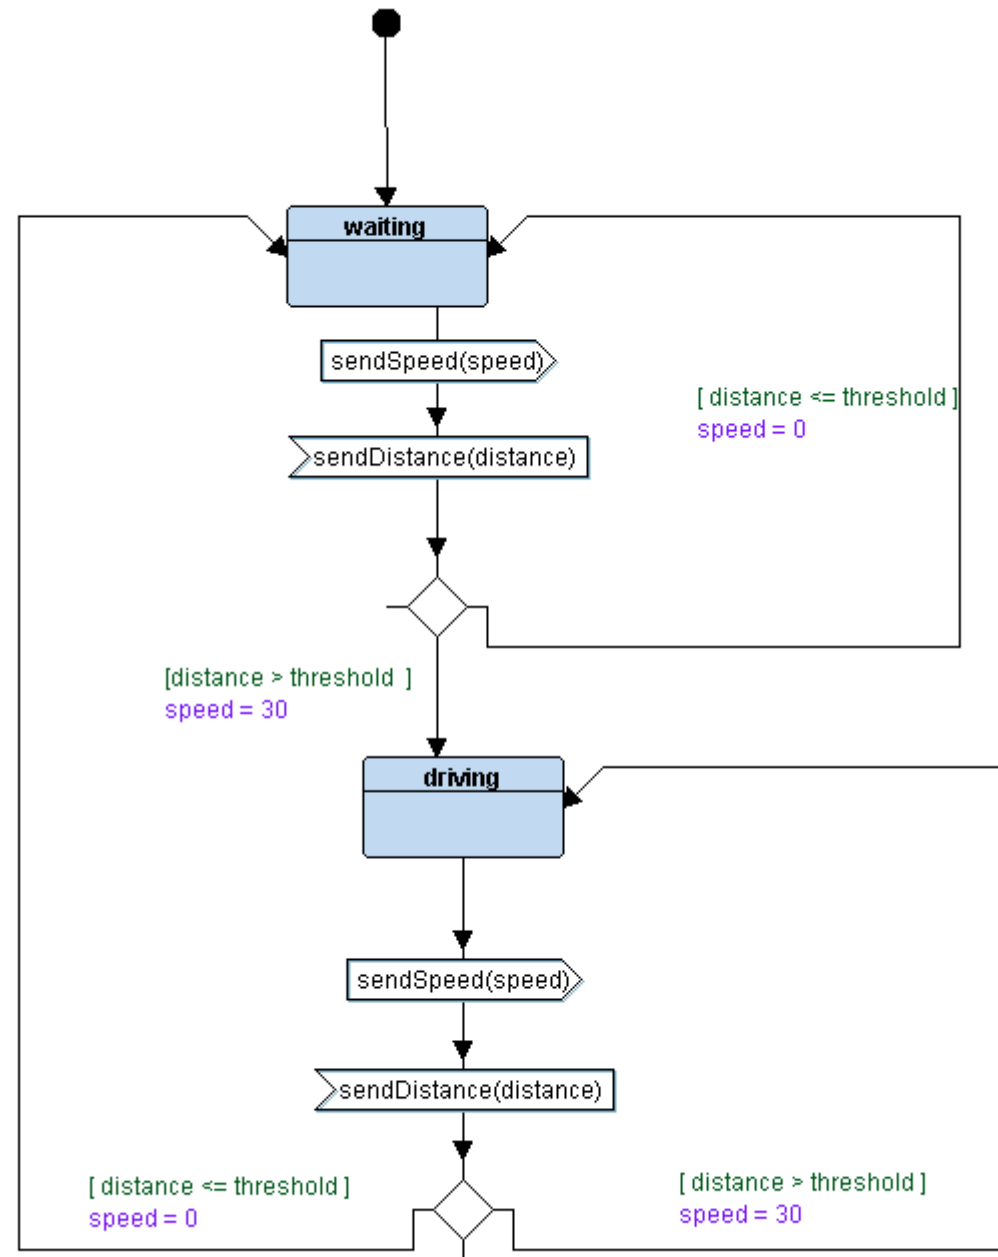 waiting
sendSpeed(speed)
[ distance <= threshold ]
speed = 0
sendDistance(distance)
[distance > threshold  ]
speed = 30
driving
sendSpeed(speed)
sendDistance(distance)
[ distance <= threshold ]
speed = 0
[ distance > threshold ]
speed = 30